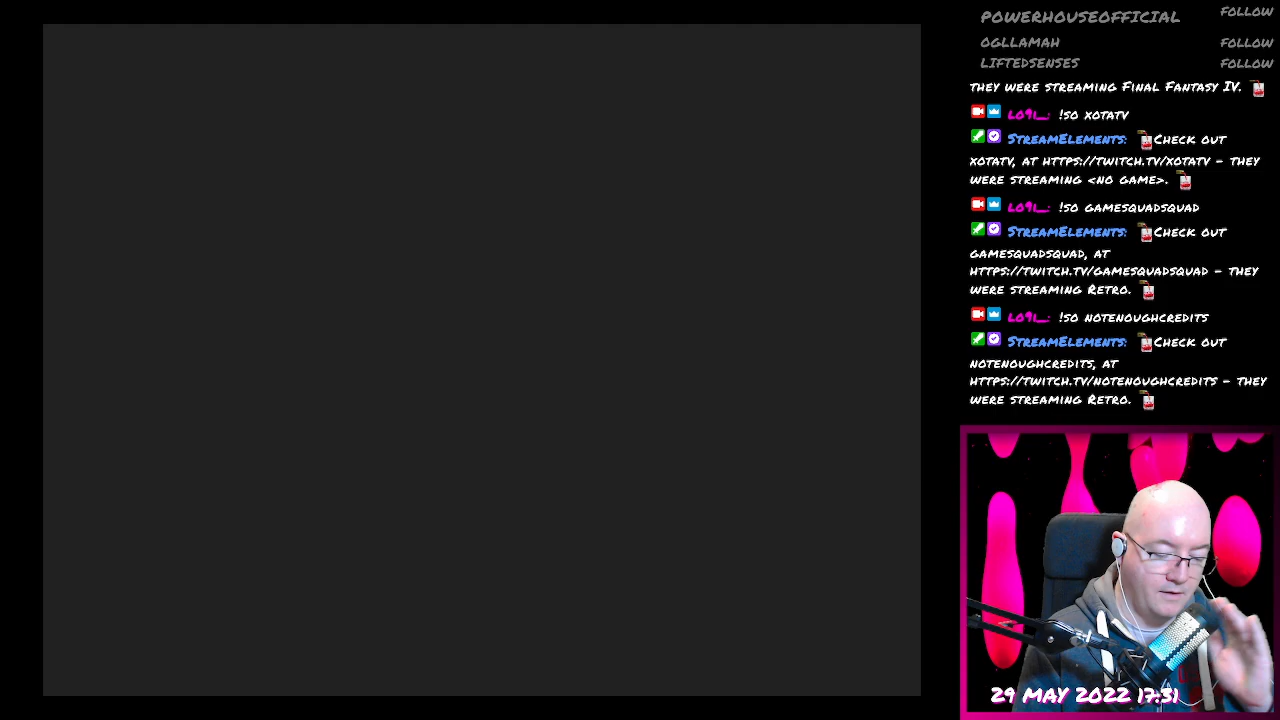 POWERHOUSEOFFICIAL FOLLOW
OGLLAMAH FOLLOW
LIFTEDSENSES FOLLOW
THEY WERE STREAMING FINAL FANTASY IV.
LO91_: !SO XOTATV
STREAMELEMENTS: CHECK OUT
XOTATV, AT HTTPS://TWITCH.TV/XOTATV - THEY
WERE STREAMING <NO GAME>.
LO91_: !SO GAMESQUADSQUAD
STREAMELEMENTS: CHECK OUT
GAMESQUADSQUAD, AT
HTTPS://TWITCH.TV/GAMESQUADSQUAD - THEY
WERE STREAMING RETRO.
LO91_: !SO NOTENOUGHCREDITS
STREAMELEMENTS: CHECK OUT
NOTENOUGHCREDITS, AT
HTTPS://TWITCH.TV/NOTENOUGHCREDITS - THEY
WERE STREAMING RETRO.
29 MAY 2022 17:31